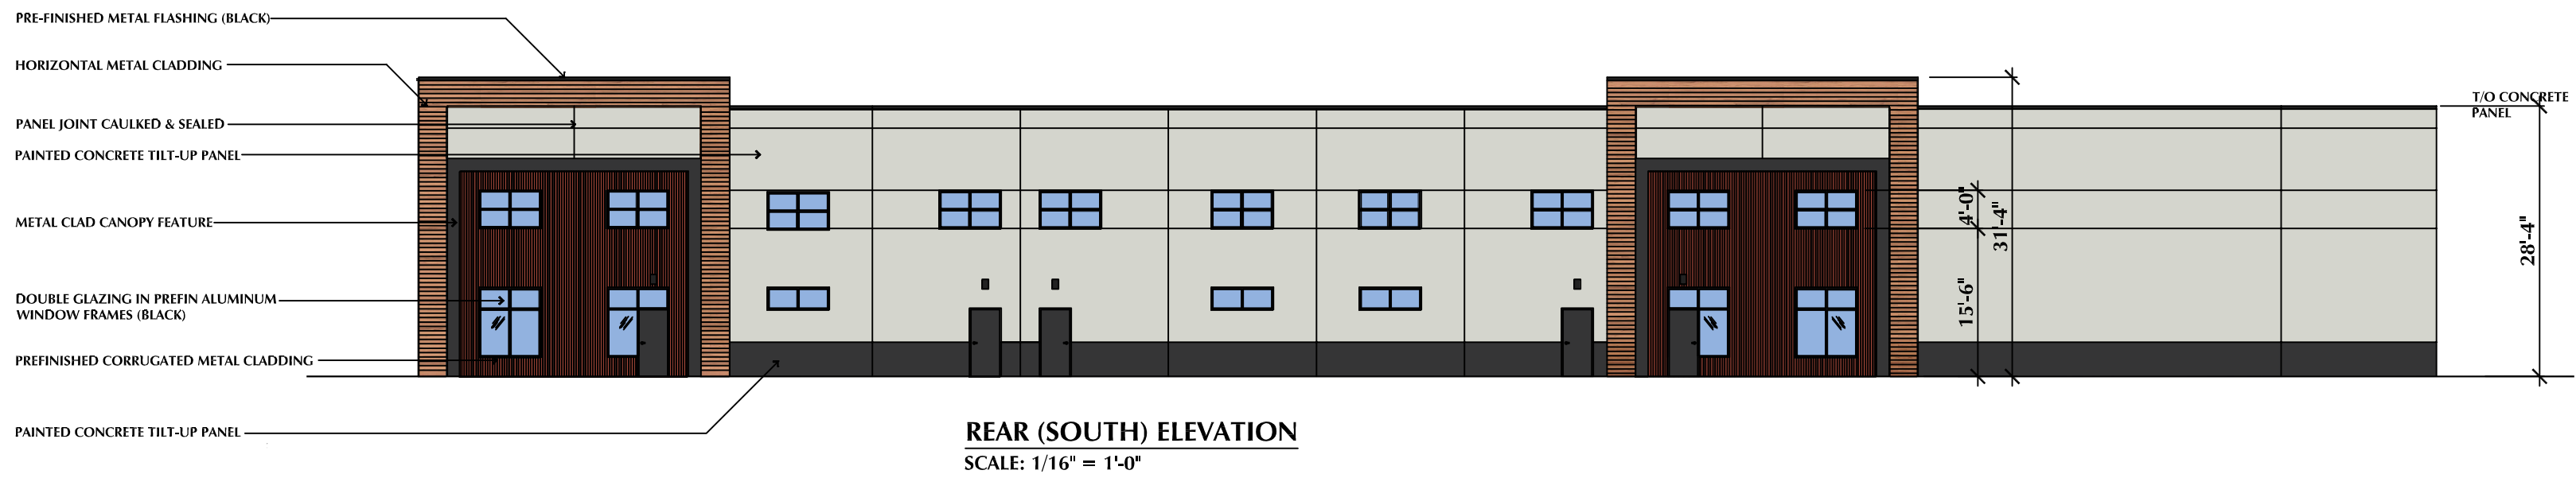 PRE-FINISHED METAL FLASHING (BLACK)
HORIZONTAL METAL CLADDING
PANEL JOINT CAULKED & SEALED
PAINTED CONCRETE TILT-UP PANEL
METAL CLAD CANOPY FEATURE
DOUBLE GLAZING IN PREFIN ALUMINUM
WINDOW FRAMES (BLACK)
PREFINISHED CORRUGATED METAL CLADDING
PAINTED CONCRETE TILT-UP PANEL
4'-0"
15'-6"
31'-4"
T/O CONCRETE
PANEL
28'-4"
REAR (SOUTH) ELEVATION
SCALE: 1/16" = 1'-0"